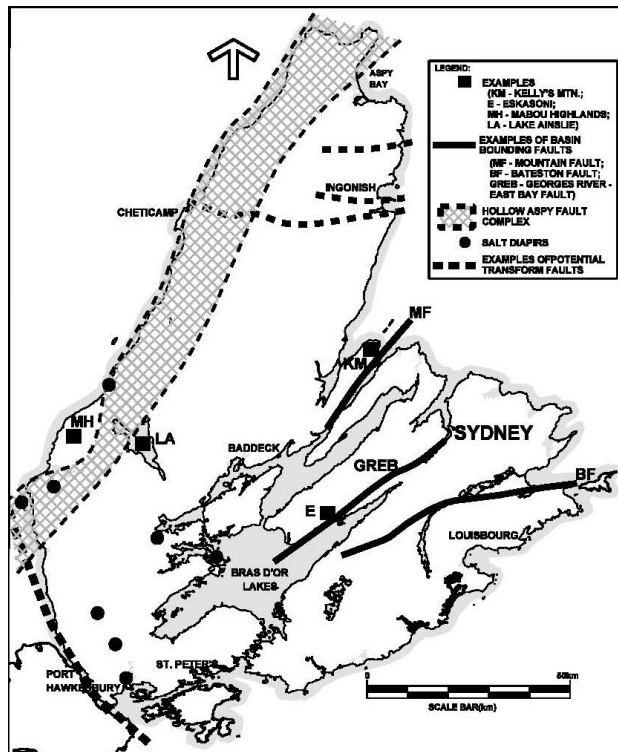 ASPY
BAY
LEGEND:
EXAMPLES
(KM - KELLY'S MTN.;
E - ESKASONI;
MH - MABOU HIGHLANDS;
LA - LAKE AINSLIE)
EXAMPLES OF BASIN
BOUNDING FAULTS
(MF - MOUNTAIN FAULT;
BF - BATESTON FAULT;
GREB - GEORGES RIVER -
EAST BAY FAULT)
HOLLOW ASPY FAULT
COMPLEX
SALT DIAPIRS
EXAMPLES OFPOTENTIAL
TRANSFORM FAULTS
INGONISH
CHETICAMP
MF
KM
MH
LA
SYDNEY
BADDECK
GREB
BF
E
LOUISBOURG
BRAS D'OR
LAKES
ST. PETER'S
PORT
HAWKESBURY
0
50km
SCALE BAR(km)